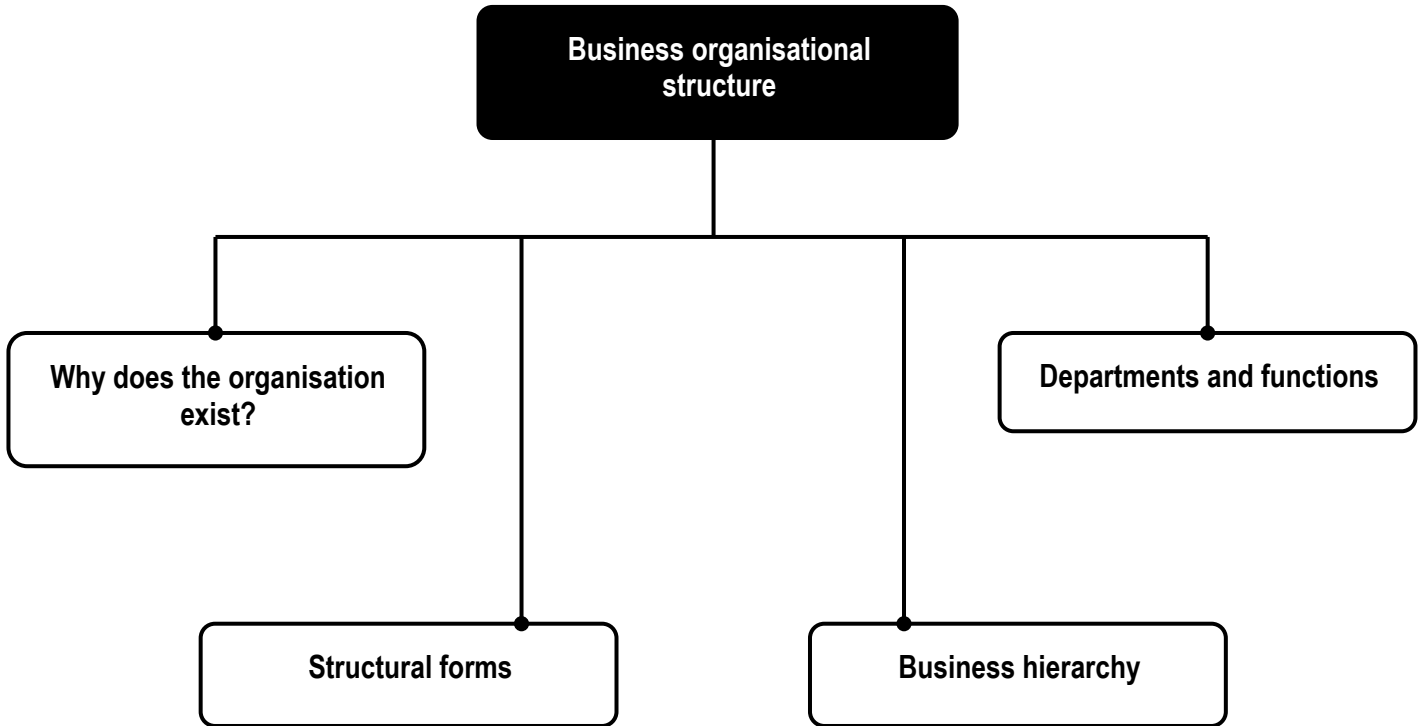 Business organisational
structure
Why does the organisation
exist?
Departments and functions
Structural forms
Business hierarchy